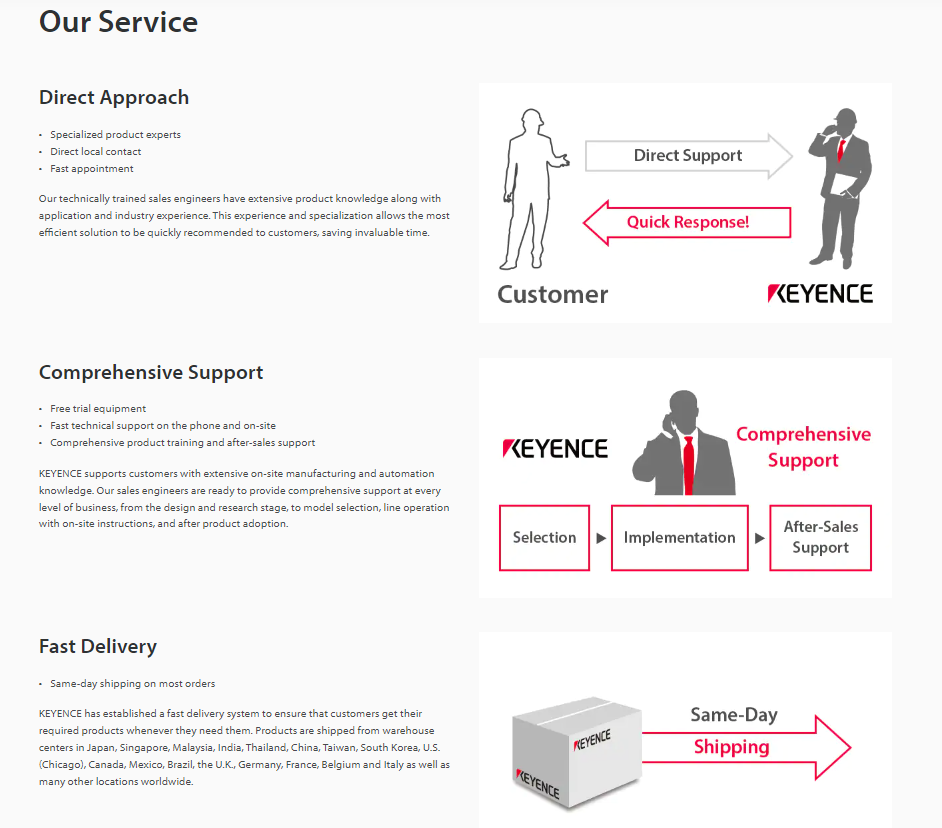 Our Service
Direct Approach
• Specialized product experts
• Direct local contact
• Fast appointment
Our technically trained sales engineers have extensive product knowledge along with
application and industry experience. This experience and specialization allows the most
efficient solution to be quickly recommended to customers, saving invaluable time.
Direct Support
Quick Response!
Customer
KEYENCE
Comprehensive Support
• Free trial equipment
• Fast technical support on the phone and on-site
• Comprehensive product training and after-sales support
KEYENCE supports customers with extensive on-site manufacturing and automation
knowledge. Our sales engineers are ready to provide comprehensive support at every
level of business, from the design and research stage, to model selection, line operation
with on-site instructions, and after product adoption.
KEYENCE
Comprehensive
Support
Selection
Implementation
After-Sales
Support
Fast Delivery
• Same-day shipping on most orders
KEYENCE has established a fast delivery system to ensure that customers get their
required products whenever they need them. Products are shipped from warehouse
centers in Japan, Singapore, Malaysia, India, Thailand, China, Taiwan, South Korea, U.S.
(Chicago), Canada, Mexico, Brazil, the U.K., Germany, France, Belgium and Italy as well as
many other locations worldwide.
KEYENCE
KEYENCE
Same-Day
Shipping